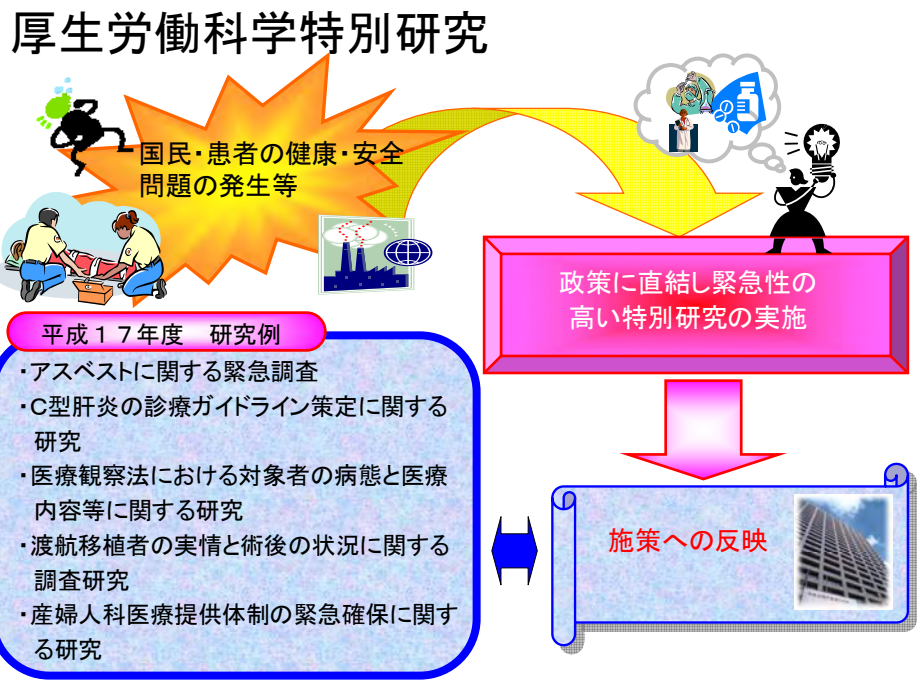 厚生労働科学特別研究
国民・患者の健康・安全
問題の発生等
政策に直結し緊急性の
高い特別研究の実施
平成１７年度　研究例
・アスベストに関する緊急調査
・C型肝炎の診療ガイドライン策定に関する
研究
・医療観察法における対象者の病態と医療
内容等に関する研究
・渡航移植者の実情と術後の状況に関する
調査研究
・産婦人科医療提供体制の緊急確保に関す
る研究
施策への反映